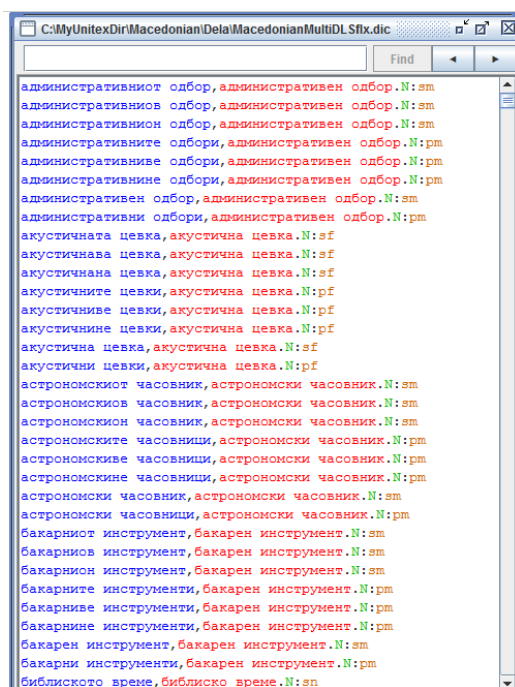 C:\MyUnitexDir\Macedonian\Dela\MacedonianMultiDLSflx.dic
Find
административниот одбор,административен одбор.N:sm
административниов одбор,административен одбор.N:sm
административнион одбор,административен одбор.N:sm
административните одбори,административен одбор.N:pm
административниве одбори,административен одбор.N:pm
административнине одбори,административен одбор.N:pm
административен одбор,административен одбор.N:sm
административни одбори,административен одбор.N:pm
акустичната цевка,акустична цевка.N:sf
акустичнава цевка,акустична цевка.N:sf
акустичнана цевка,акустична цевка.N:sf
акустичните цевки,акустична цевка.N:pf
акустичниве цевки,акустична цевка.N:pf
акустичнине цевки,акустична цевка.N:pf
акустична цевка,акустична цевка.N:sf
акустични цевки,акустична цевка.N:pf
астрономскиот часовник,астрономски часовник.N:sm
астрономскиов часовник,астрономски часовник.N:sm
астрономскион часовник,астрономски часовник.N:sm
астрономските часовници,астрономски часовник.N:pm
астрономскиве часовници,астрономски часовник.N:pm
астрономскине часовници,астрономски часовник.N:pm
астрономски часовник,астрономски часовник.N:sm
астрономски часовници,астрономски часовник.N:pm
бакарниот инструмент,бакарен инструмент.N:sm
бакарниов инструмент,бакарен инструмент.N:sm
бакарнион инструмент,бакарен инструмент.N:sm
бакарните инструменти,бакарен инструмент.N:pm
бакарниве инструменти,бакарен инструмент.N:pm
бакарнине инструменти,бакарен инструмент.N:pm
бакарен инструмент,бакарен инструмент.N:sm
бакарни инструменти,бакарен инструмент.N:pm
библиското време,библиско време.N:sn